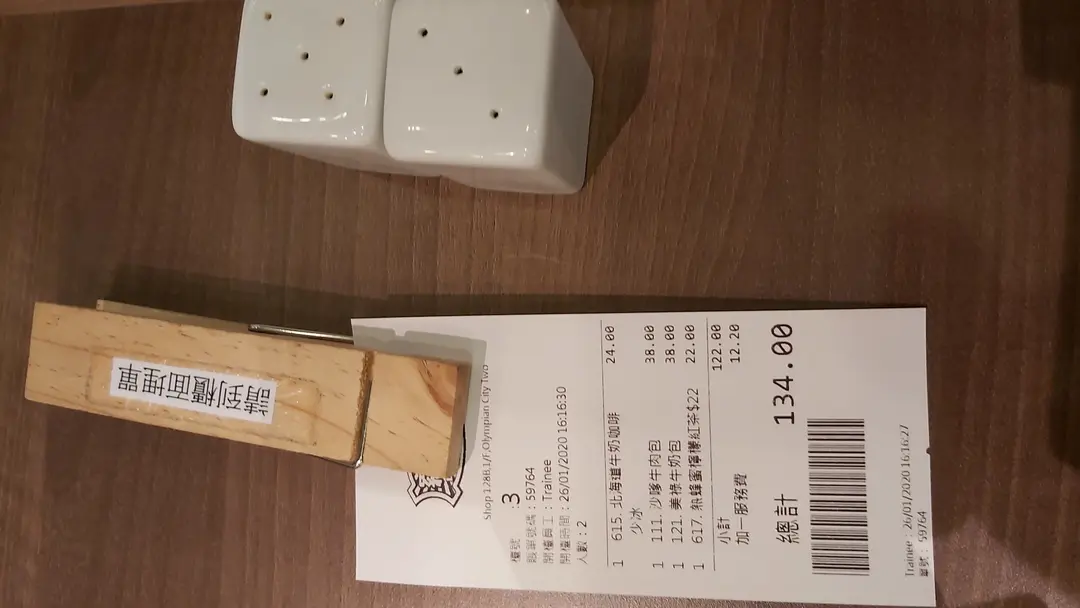 請到櫃面埋單
Shop 128B,1/F,Olympian City Two
檯號 :3
賬單號碼 : 59764
開檯員工 : Trainee
開檯時間 : 26/01/2020 16:16:30
人數 : 2
1 615. 北海道牛奶咖啡 24.00
少冰
1 111. 沙嗲牛肉包 38.00
1 121. 美祿牛奶包 38.00
1 617. 熱蜂蜜檸檬紅茶$22 22.00
小計 122.00
加一服務費 12.20
總計 134.00
Trainee : 26/01/2020 16:16:27
單號 : 59764